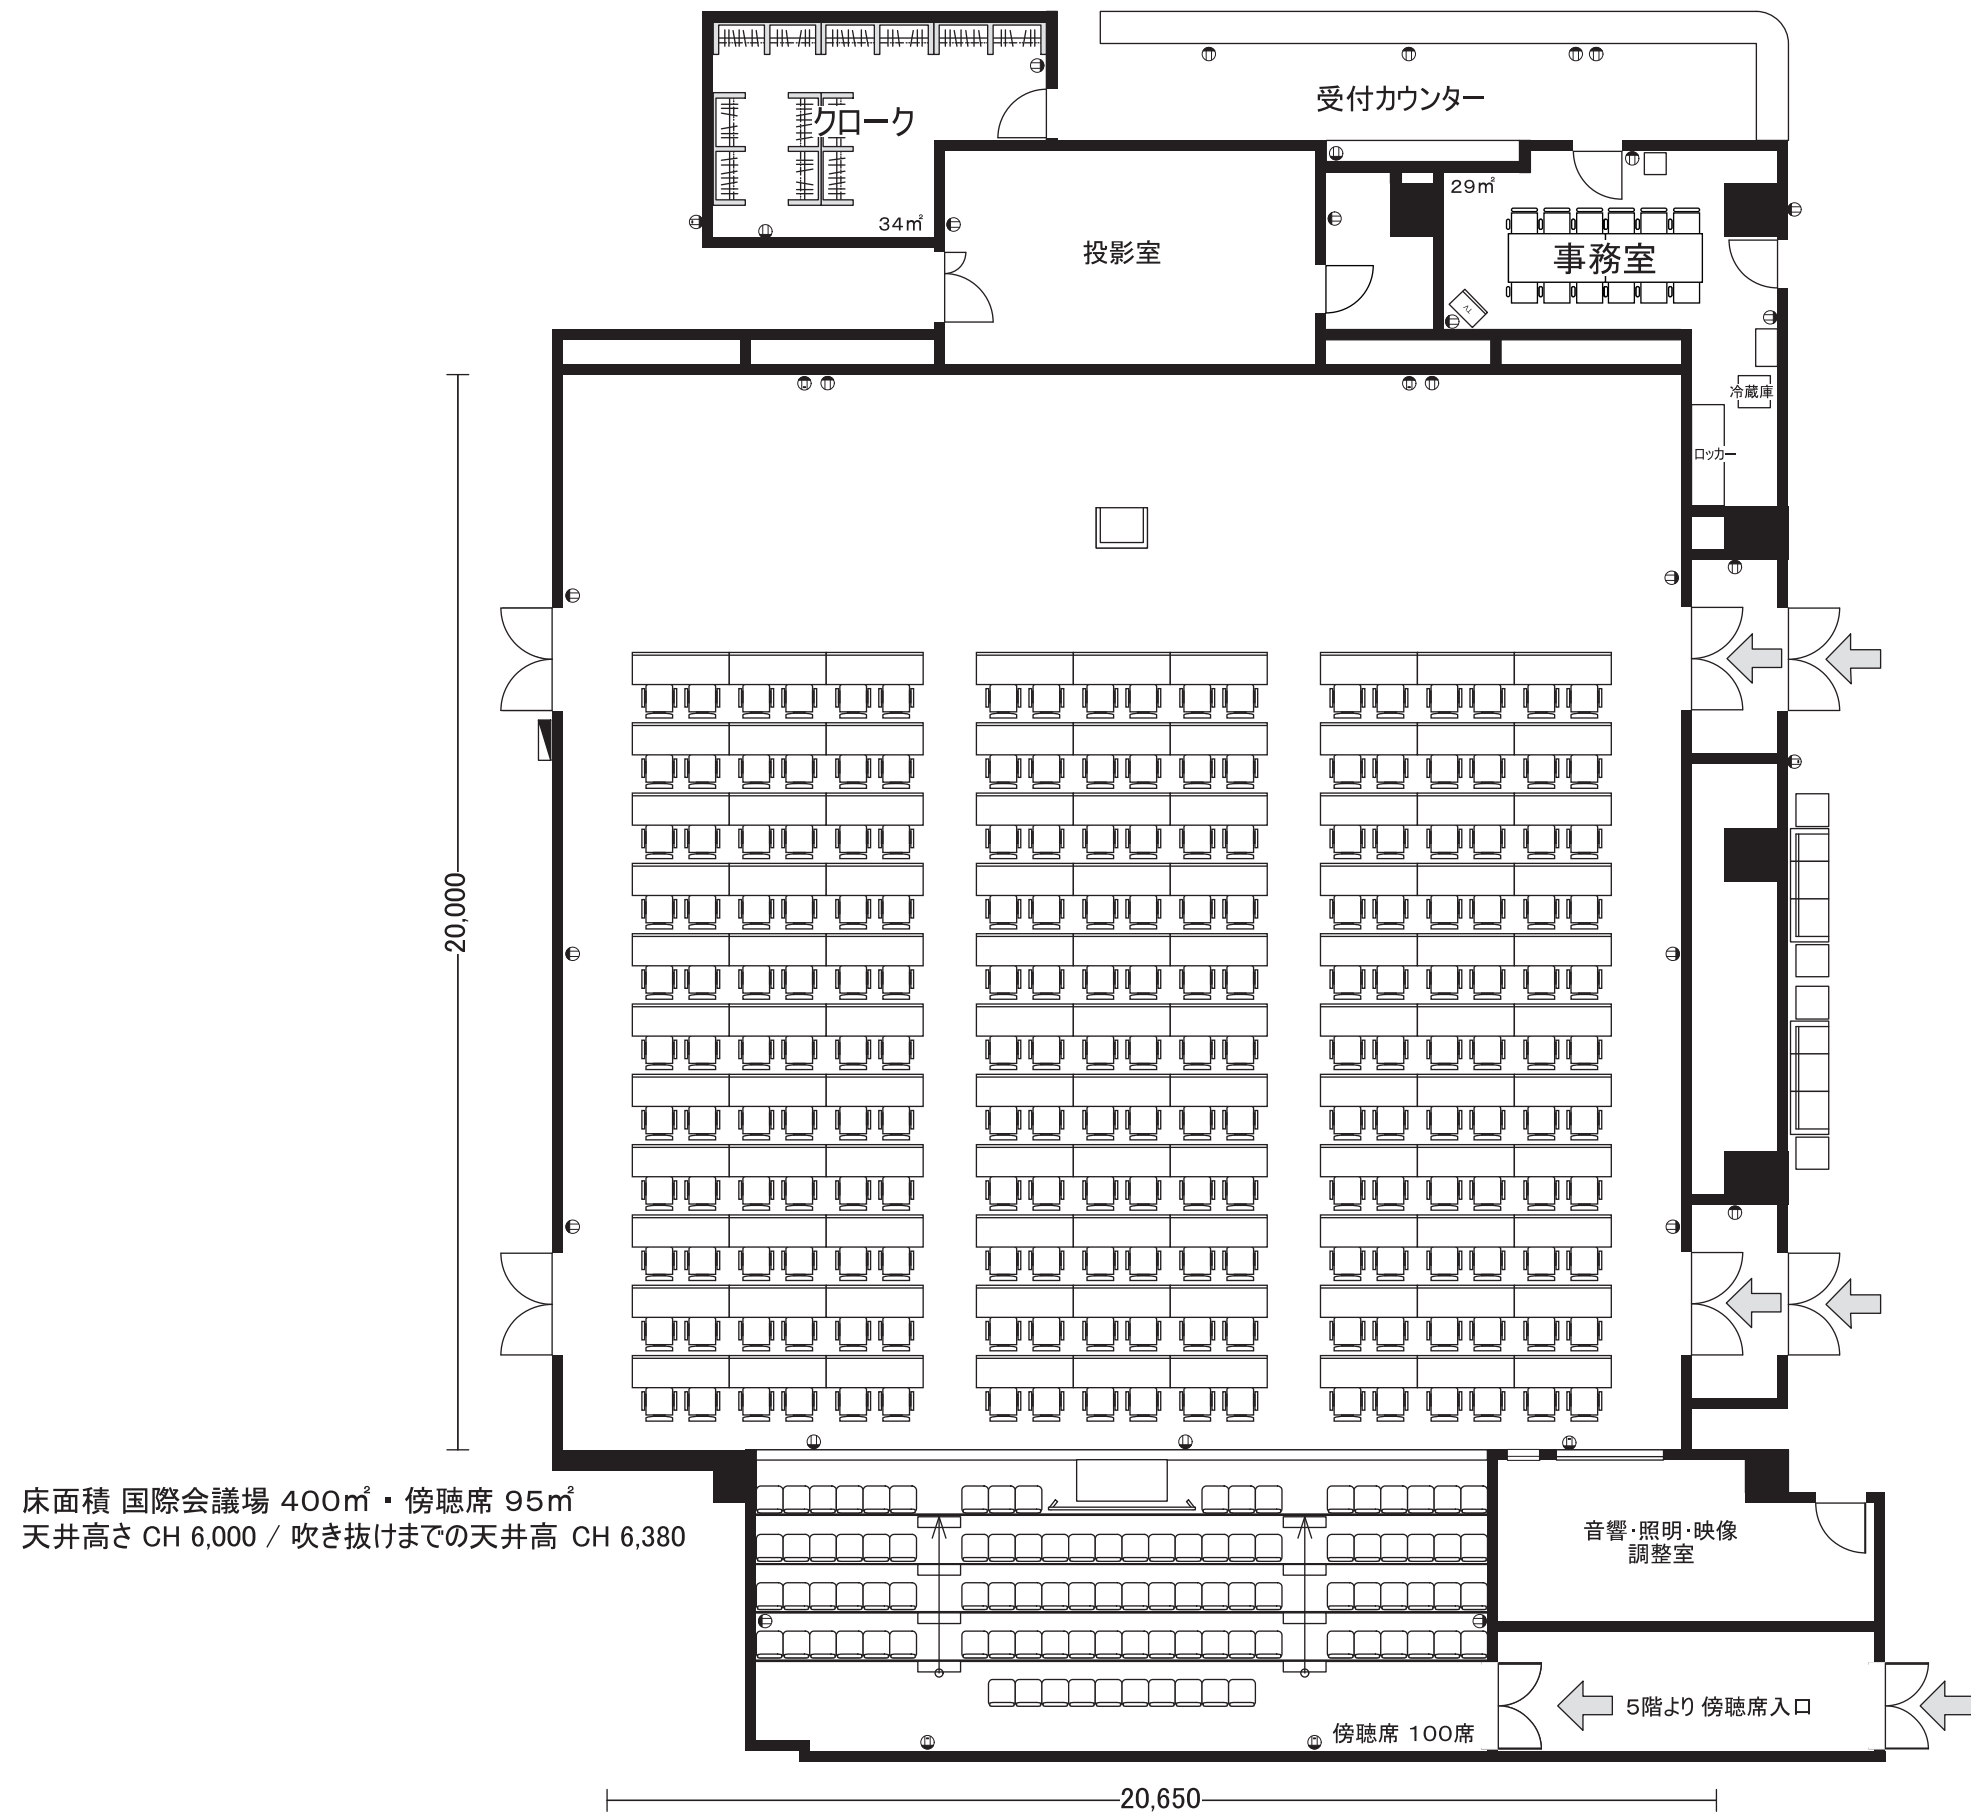 受付カウンター
クローク
29㎡
34㎡
投影室
事務室
TV
冷蔵庫
ロッカー
20,000
床面積 国際会議場 400㎡・傍聴席 95㎡
天井高さ CH 6,000 / 吹き抜けまでの天井高 CH 6,380
音響・照明・映像
調整室
5階より 傍聴席入口
傍聴席 100席
20,650